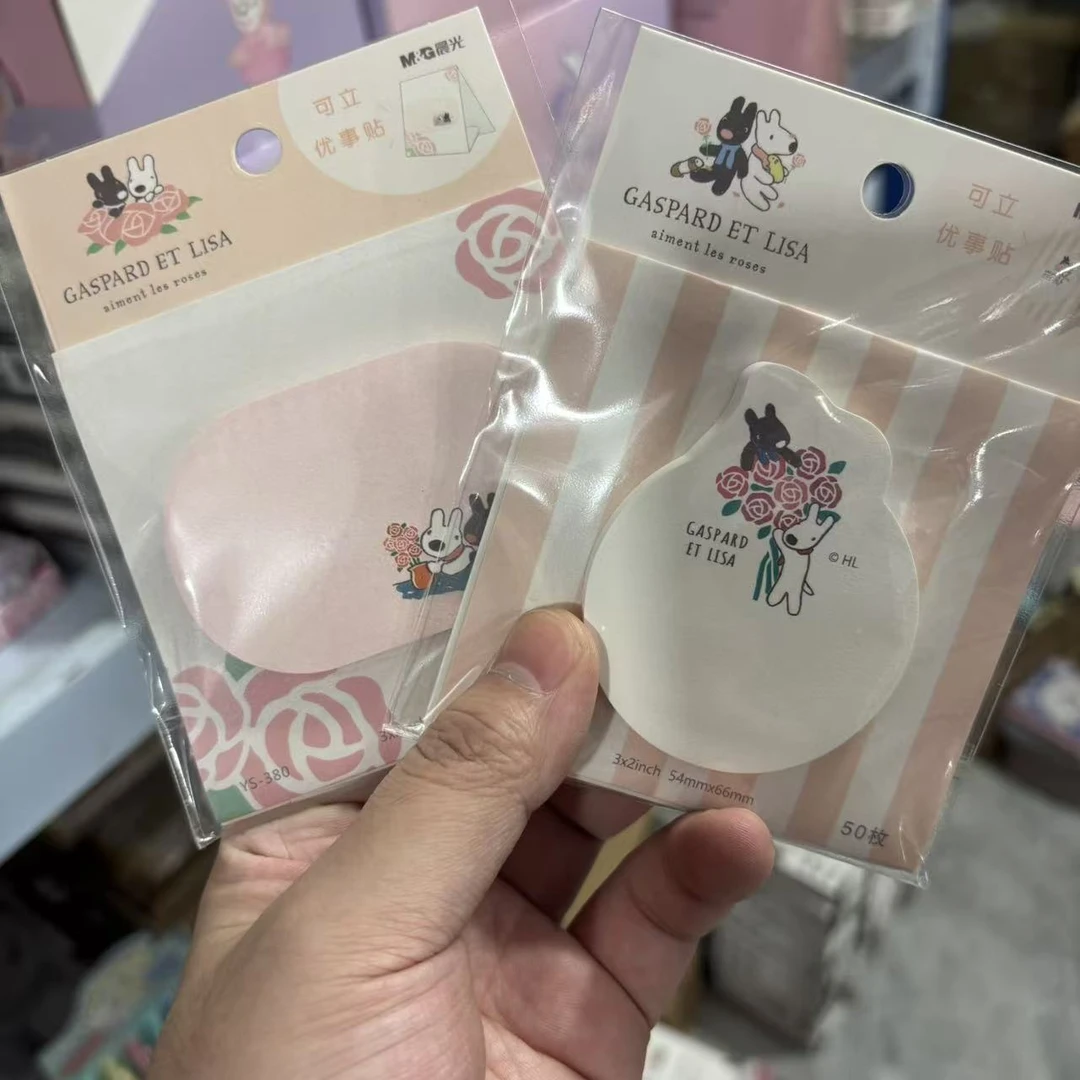 M&G晨光
可立
优事贴
GASPARD ET LISA
aiment les roses
YS-380
GASPARD ET LISA
aiment les roses
可立
优事贴
GASPARD
ET LISA
© HL
3x2inch 54mmx66mm
50枚